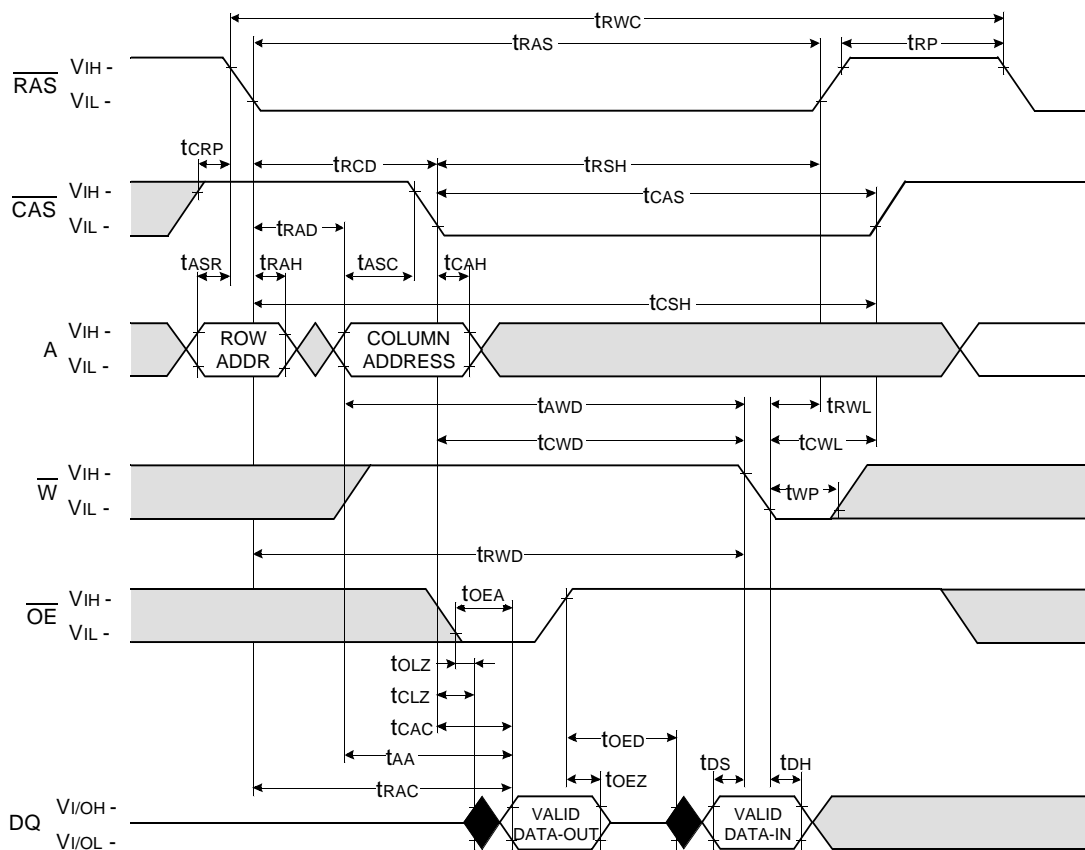 tRWC
tRAS
tRP
RAS
VIH -
VIL -
tCRP
tRCD
tRSH
CAS
VIH -
VIL -
tCAS
tRAD
tASR
tRAH
tASC
tCAH
tCSH
A
VIH -
VIL -
ROW
ADDR
COLUMN
ADDRESS
tAWD
tRWL
tCWD
tCWL
W
VIH -
VIL -
tWP
tRWD
OE
VIH -
VIL -
tOEA
tOLZ
tCLZ
tCAC
tOED
tAA
tOEZ
tDS
tDH
tRAC
DQ
VI/OH -
VI/OL -
VALID
DATA-OUT
VALID
DATA-IN